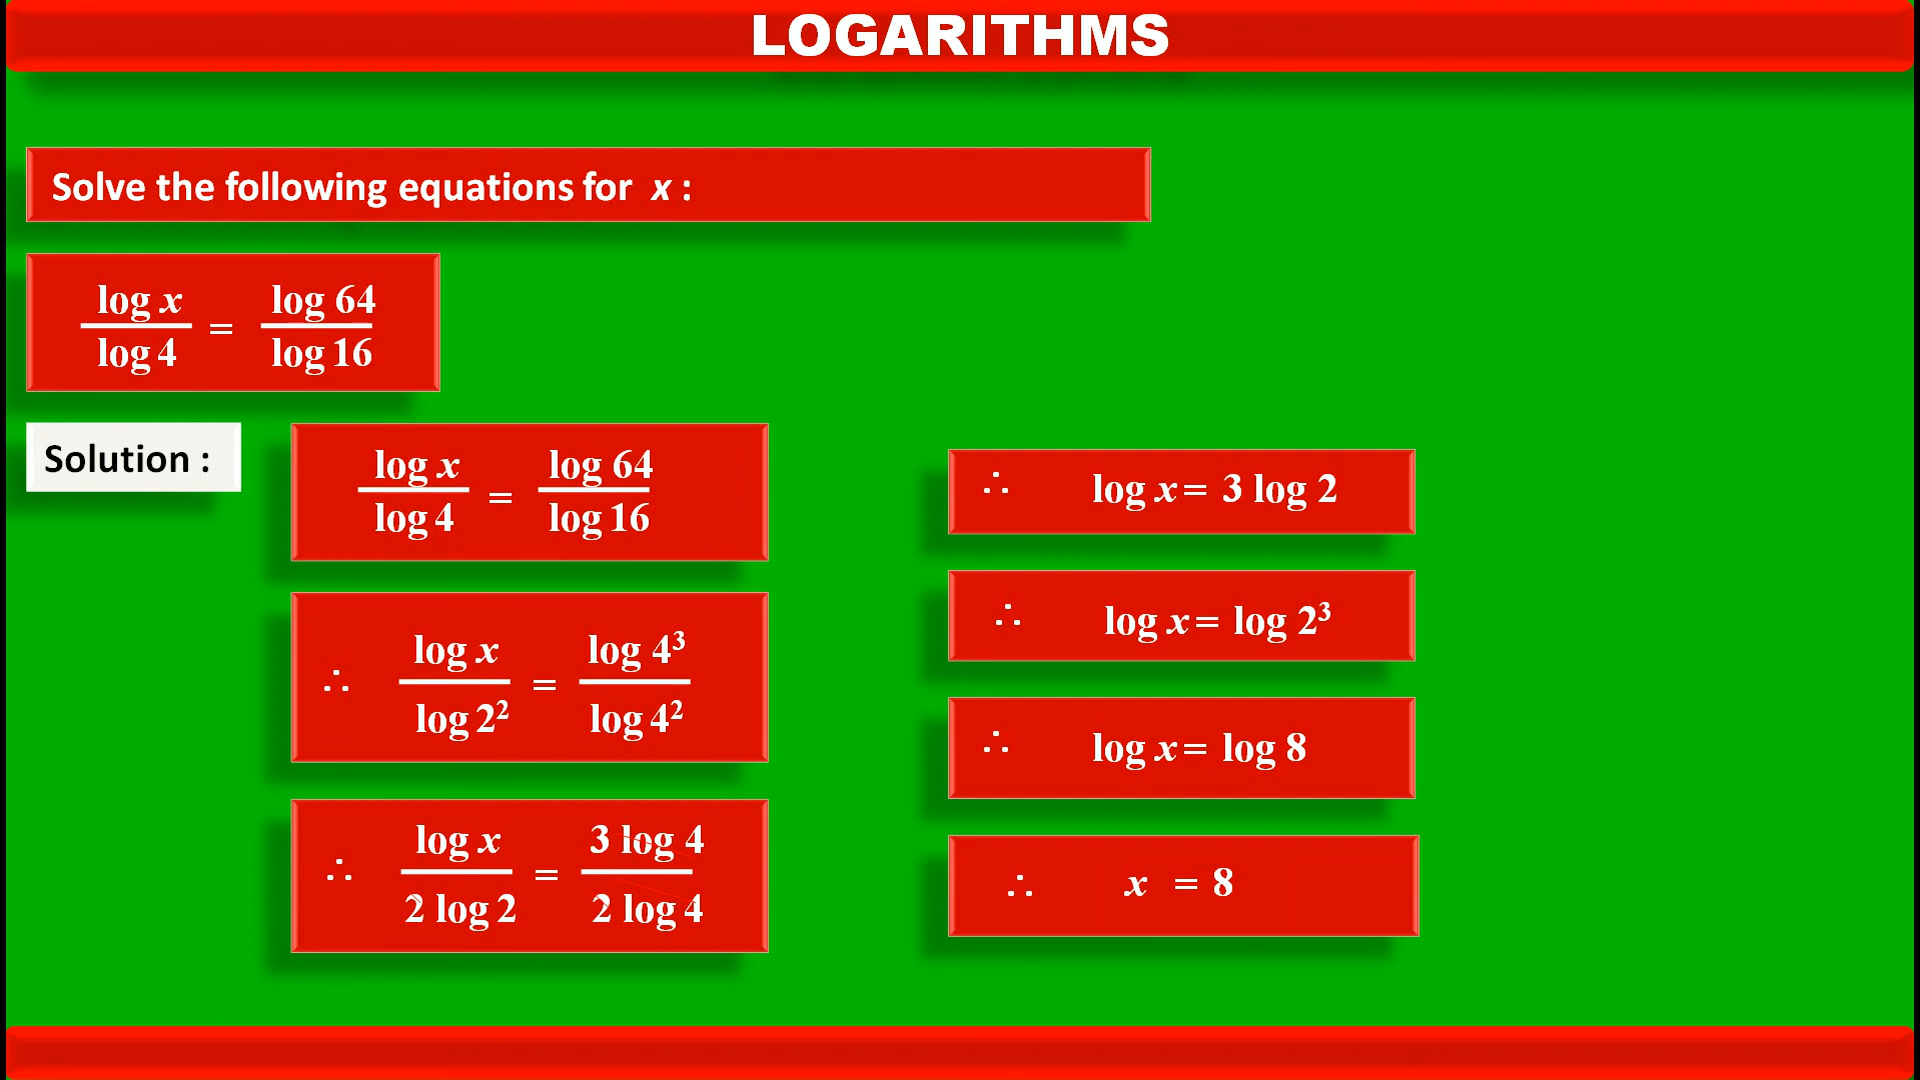 LOGARITHMS
Solve the following equations for x :
log x / log 4 = log 64 / log 16
Solution :
log x / log 4 = log 64 / log 16
∴ log x / log 2² = log 4³ / log 4²
∴ log x / 2 log 2 = 3 log 4 / 2 log 4
∴ log x = 3 log 2
∴ log x = log 2³
∴ log x = log 8
∴ x = 8